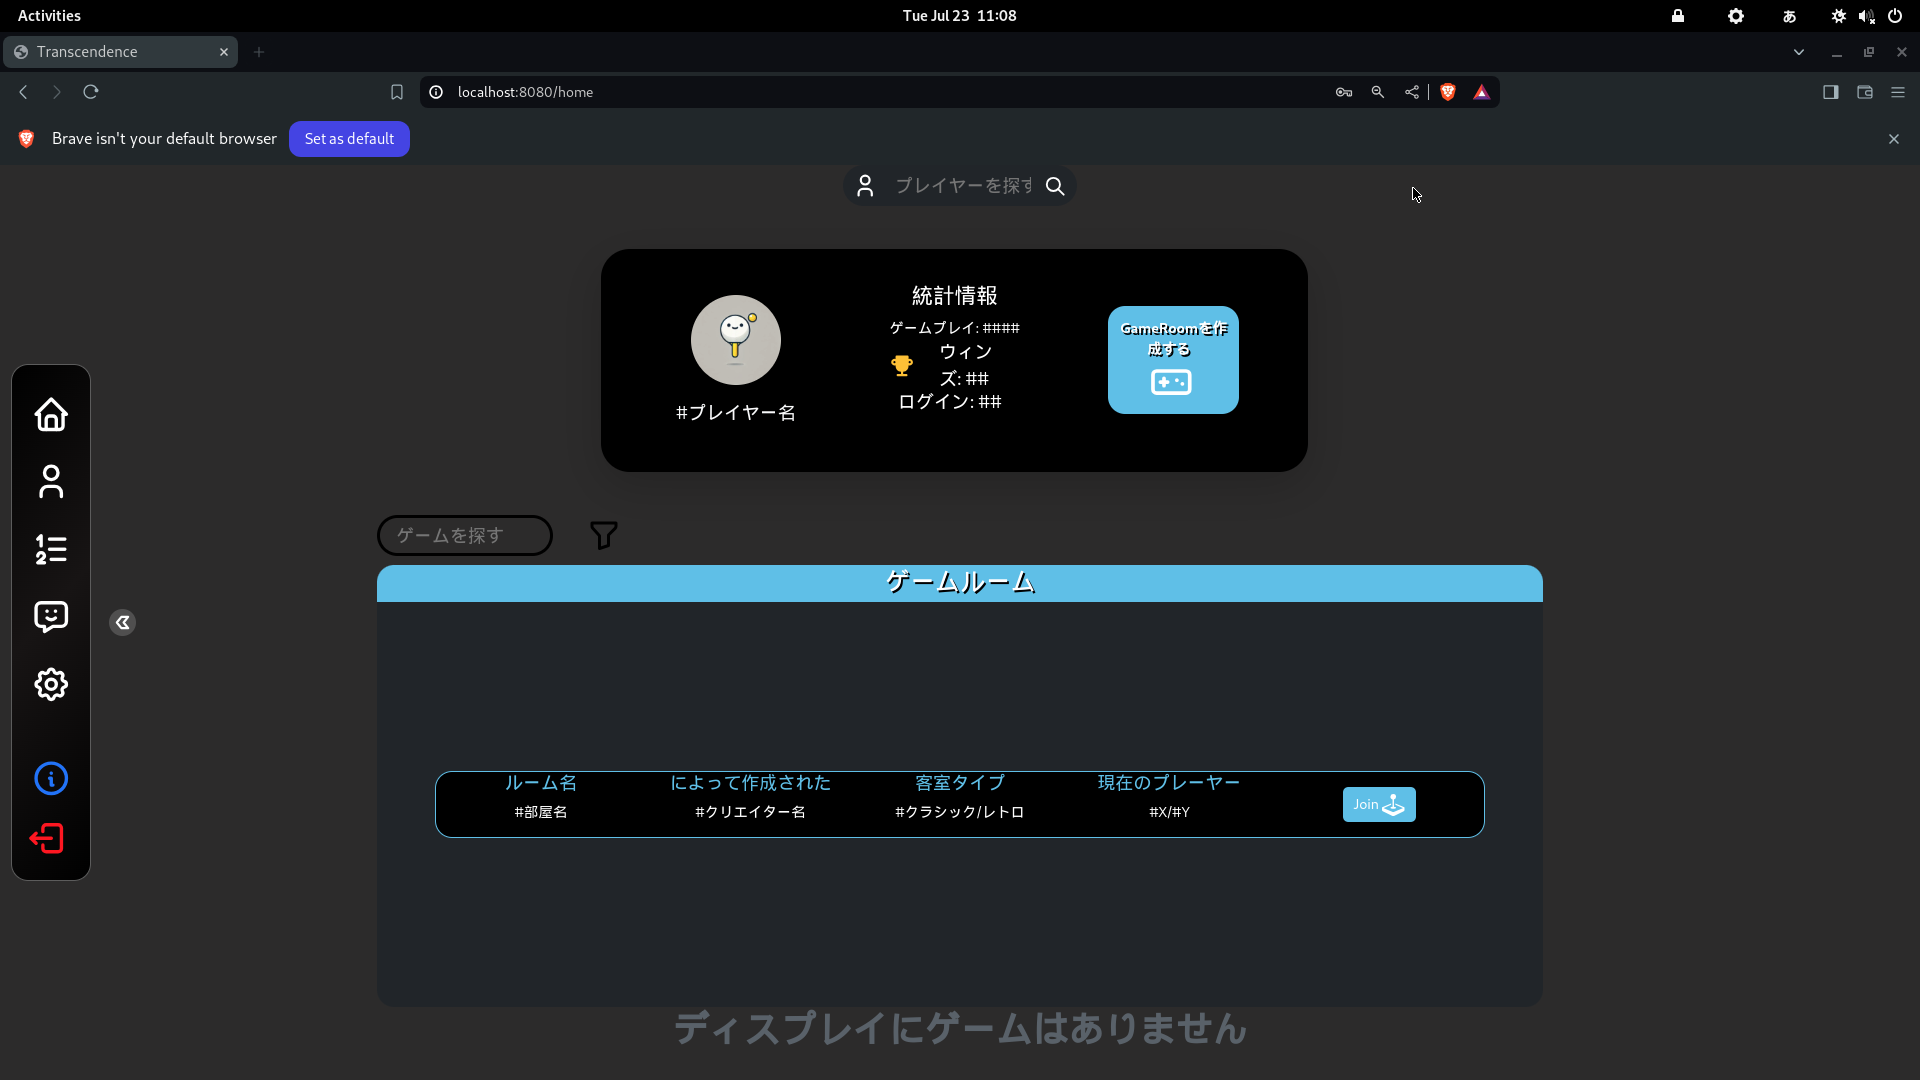 Activities
Tue Jul 23 11:08
あ
Transcendence
localhost:8080/home
Brave isn't your default browser
Set as default
プレイヤーを探す
統計情報
ゲームプレイ: ####
ウィン
ズ: ##
ログイン: ##
#プレイヤー名
GameRoomを作
成する
ゲームを探す
ゲームルーム
ルーム名 によって作成された 客室タイプ 現在のプレーヤー
#部屋名 #クリエイター名 #クラシック/レトロ #X/#Y
Join
ディスプレイにゲームはありません